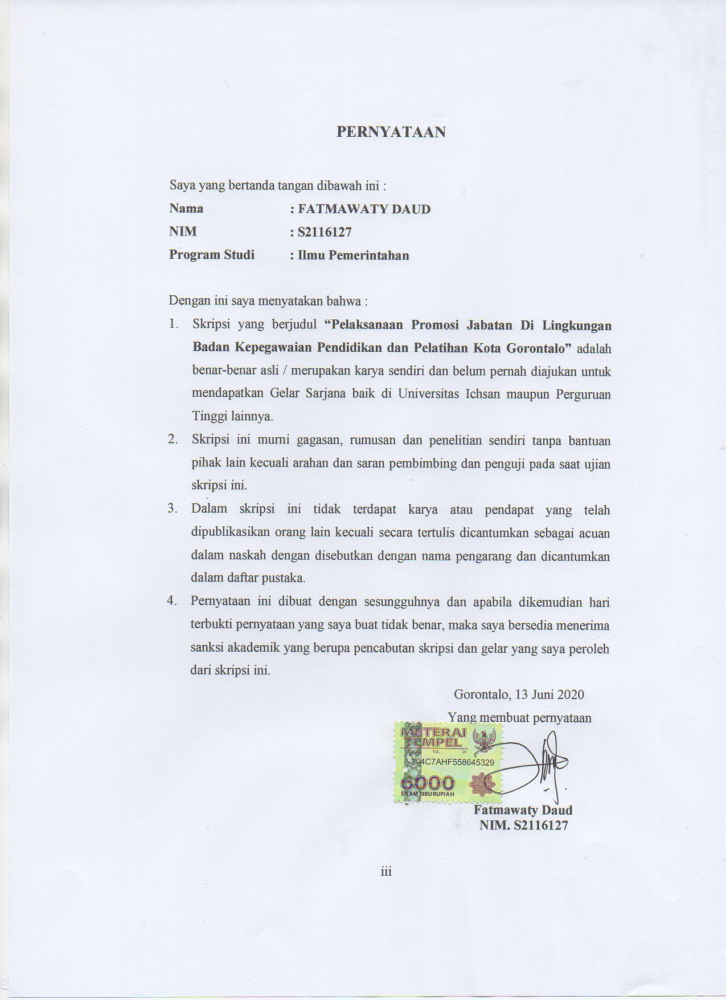 PERNYATAAN
Saya yang bertanda tangan dibawah ini :
Nama : FATMAWATY DAUD
NIM : S2116127
Program Studi : Ilmu Pemerintahan
Dengan ini saya menyatakan bahwa :
1. Skripsi yang berjudul “Pelaksanaan Promosi Jabatan Di Lingkungan
Badan Kepegawaian Pendidikan dan Pelatihan Kota Gorontalo” adalah
benar-benar asli / merupakan karya sendiri dan belum pernah diajukan untuk
mendapatkan Gelar Sarjana baik di Universitas Ichsan maupun Perguruan
Tinggi lainnya.
2. Skripsi ini murni gagasan, rumusan dan penelitian sendiri tanpa bantuan
pihak lain kecuali arahan dan saran pembimbing dan penguji pada saat ujian
skripsi ini.
3. Dalam skripsi ini tidak terdapat karya atau pendapat yang telah
dipublikasikan orang lain kecuali secara tertulis dicantumkan sebagai acuan
dalam naskah dengan disebutkan dengan nama pengarang dan dicantumkan
dalam daftar pustaka.
4. Pernyataan ini dibuat dengan sesungguhnya dan apabila dikemudian hari
terbukti pernyataan yang saya buat tidak benar, maka saya bersedia menerima
sanksi akademik yang berupa pencabutan skripsi dan gelar yang saya peroleh
dari skripsi ini.
Gorontalo, 13 Juni 2020
Yang membuat pernyataan
METERAI
TEMPEL
TGL. 20
204C7AHF558645329
6000
ENAM RIBU RUPIAH
Fatmawaty Daud
NIM. S2116127
iii